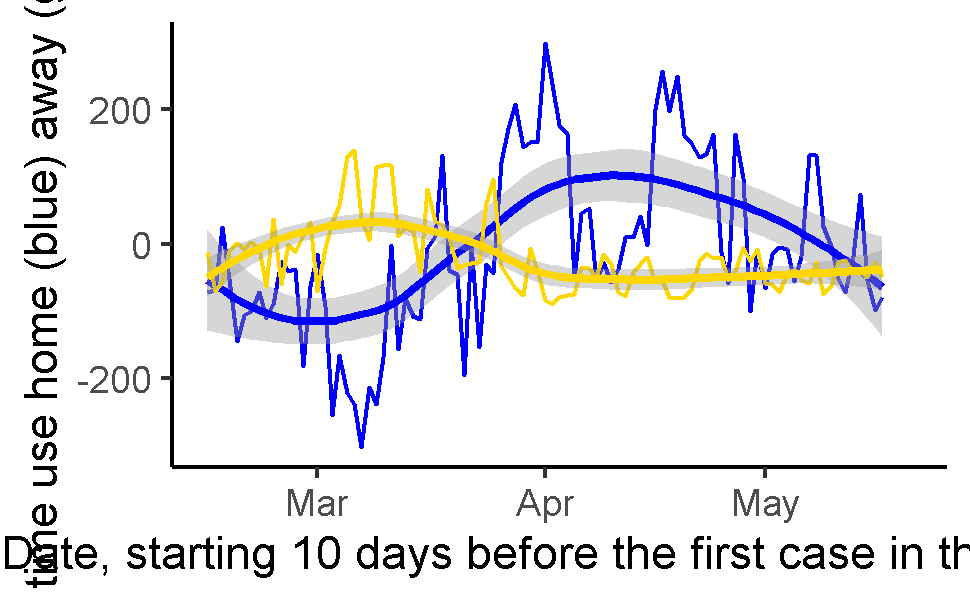 time use home (blue) away (
200
0
-200
Mar Apr May
Date, starting 10 days before the first case in th